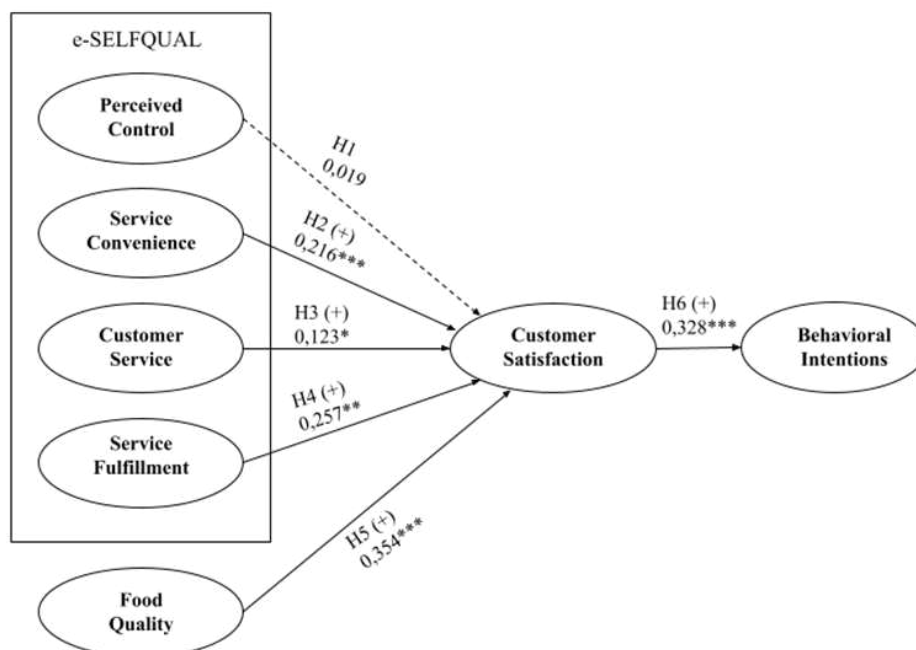 e-SELFQUAL
Perceived
Control
H1
0,019
Service
Convenience
H2 (+)
0,216***
Customer
Service
H3 (+)
0,123*
Customer
Satisfaction
H6 (+)
0,328***
Behavioral
Intentions
Service
Fulfillment
H4 (+)
0,257**
H5 (+)
0,354***
Food
Quality